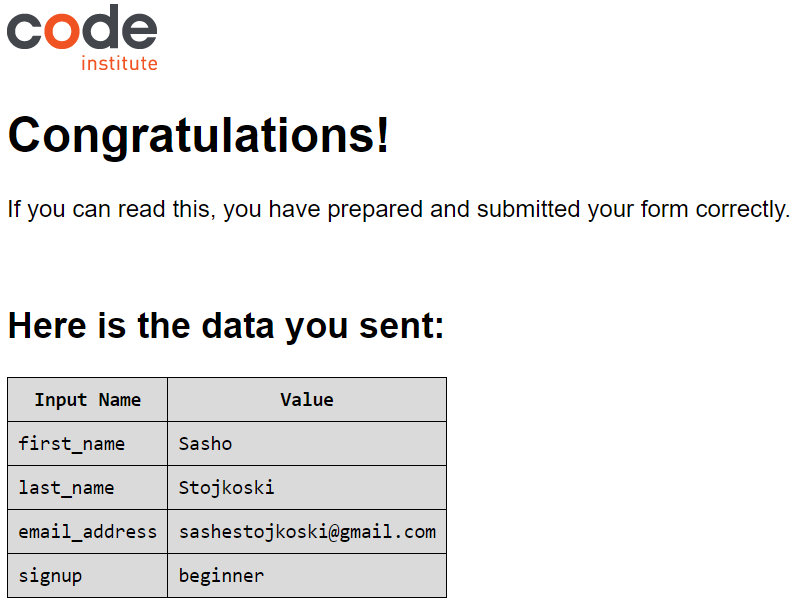 code
institute
Congratulations!
If you can read this, you have prepared and submitted your form correctly.
Here is the data you sent:
Input Name Value
first_name Sasho
last_name Stojkoski
email_address sashestojkoski@gmail.com
signup beginner